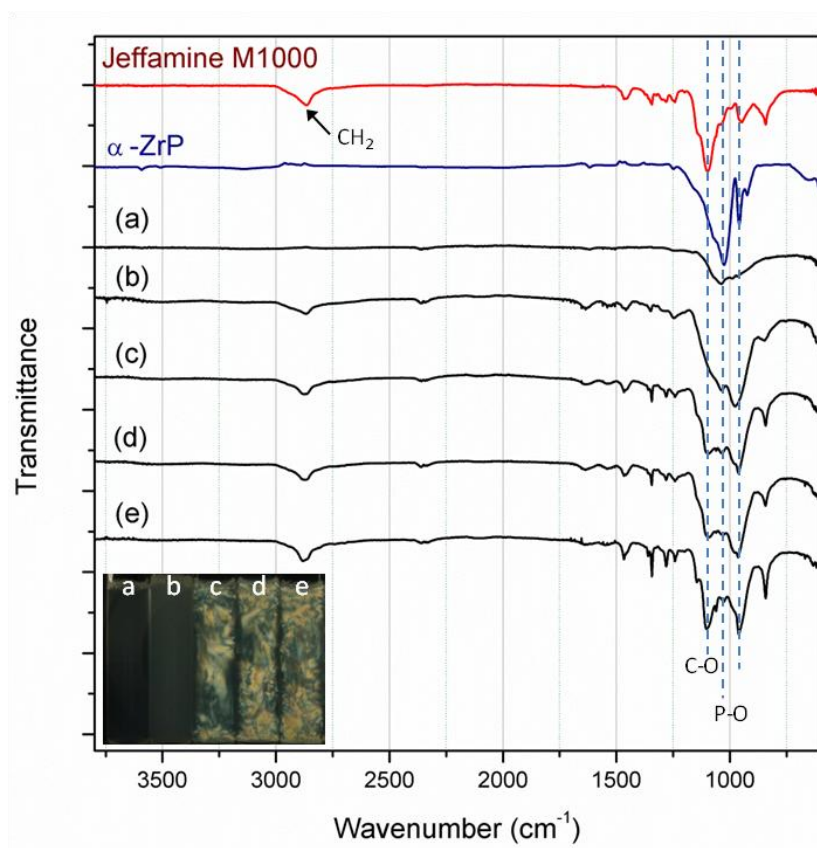 Jeffamine M1000
CH₂
α-ZrP
(a)
(b)
(c)
(d)
(e)
a b c d e
C-O
P-O
3500 3000 2500 2000 1500 1000
Wavenumber (cm⁻¹)
Transmittance